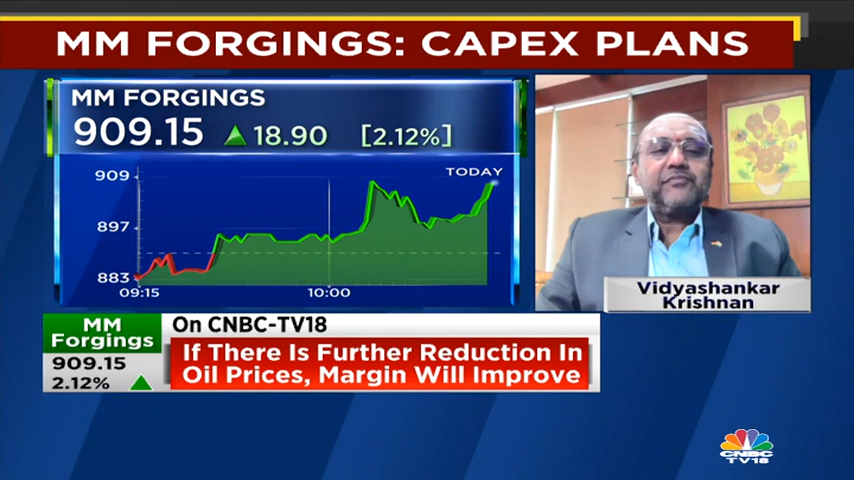 MM FORGINGS: CAPEX PLANS
MM FORGINGS
909.15 ▲ 18.90 [2.12%]
TODAY
909
897
883
09:15 10:00
Vidyashankar
Krishnan
MM
Forgings
909.15
2.12% ▲
On CNBC-TV18
If There Is Further Reduction In
Oil Prices, Margin Will Improve
CNBC
TV18